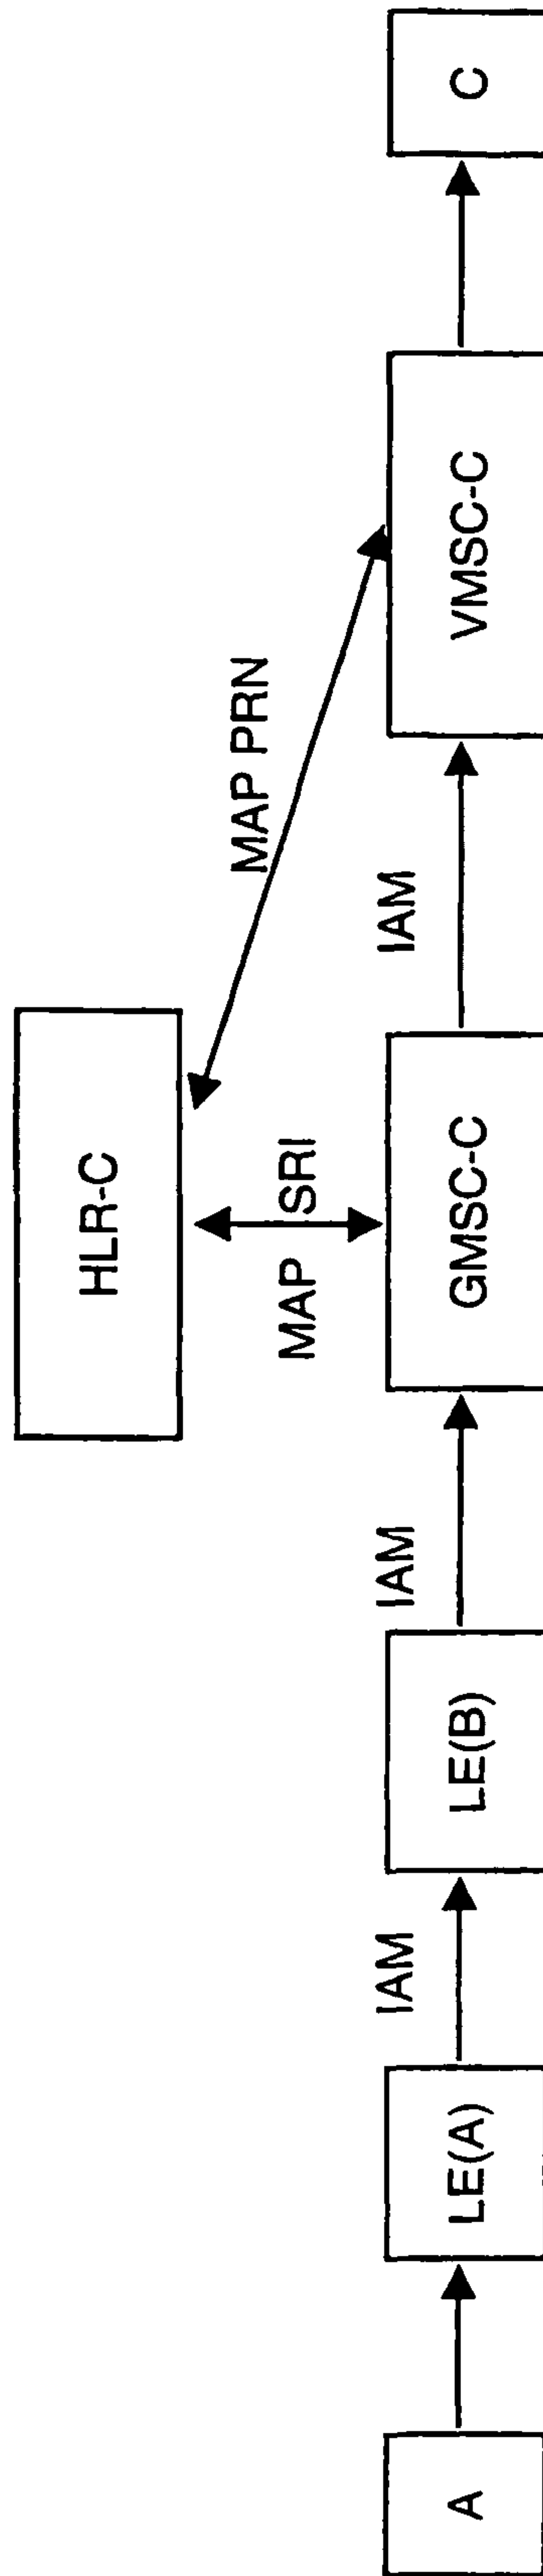 HLR-C
MAP SRI
MAP PRN
IAM
IAM
IAM
A
LE(A)
LE(B)
GMSC-C
VMSC-C
C